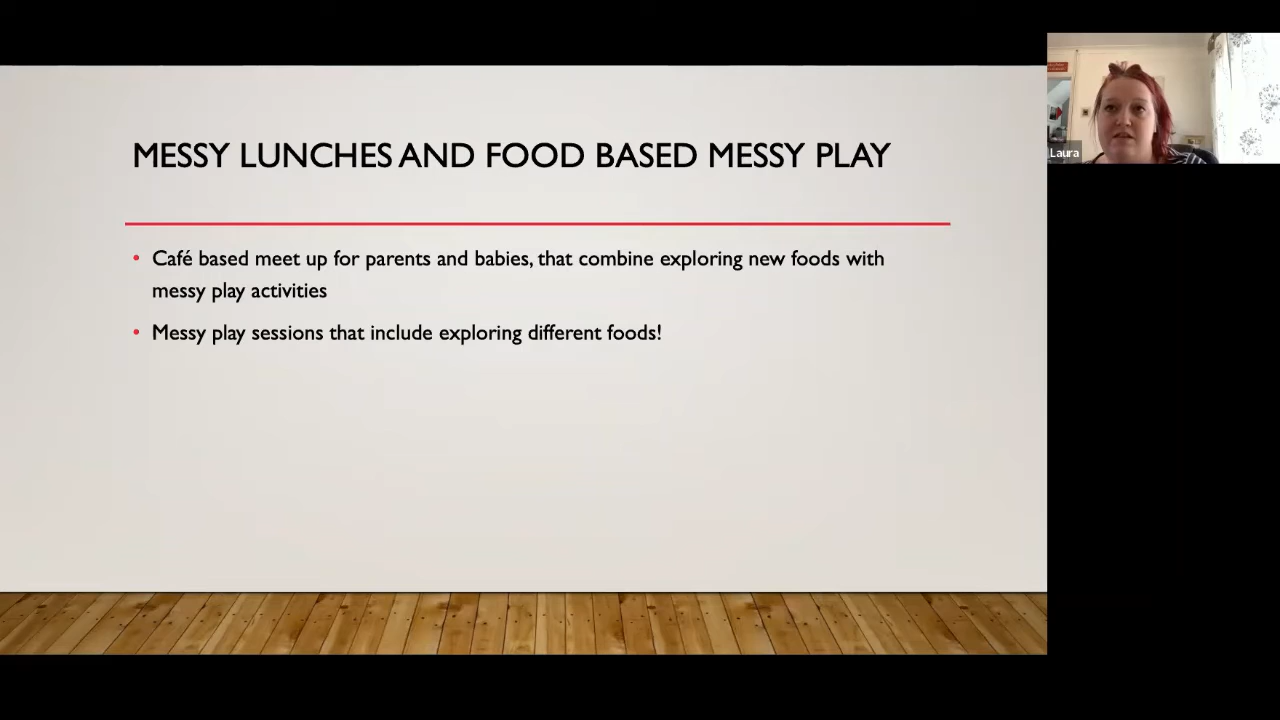 MESSY LUNCHES AND FOOD BASED MESSY PLAY
• Café based meet up for parents and babies, that combine exploring new foods with
messy play activities
• Messy play sessions that include exploring different foods!
Laura